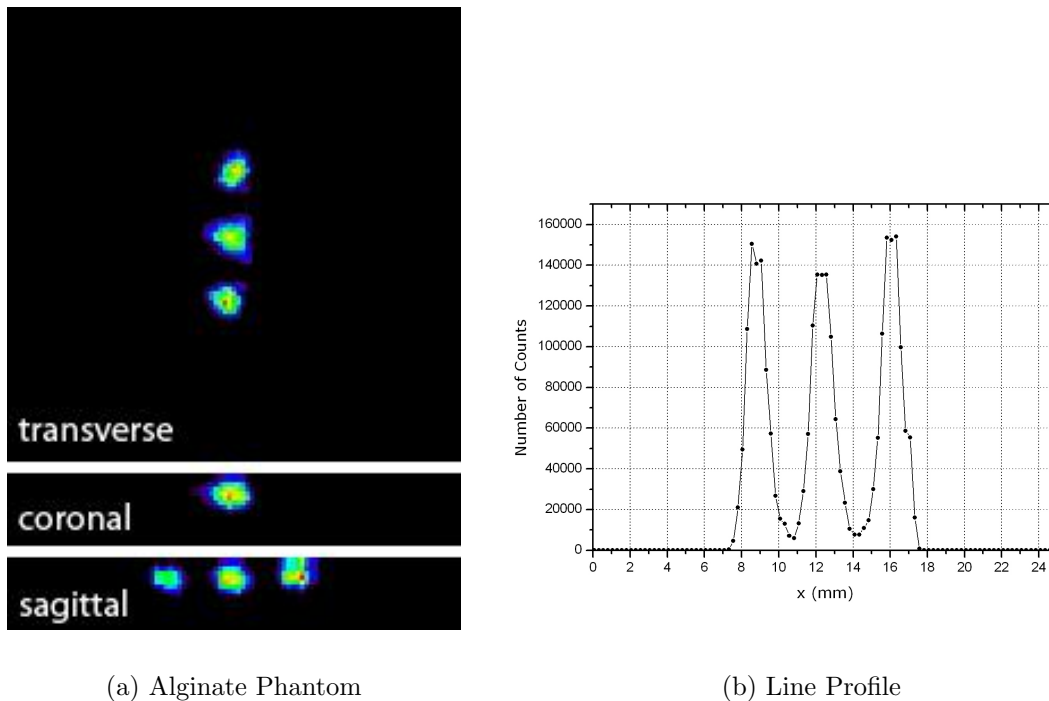 transverse
coronal
sagittal
160000
140000
120000
100000
80000
60000
40000
20000
0
0 2 4 6 8 10 12 14 16 18 20 22 24
Number of Counts
x (mm)
(a) Alginate Phantom
(b) Line Profile